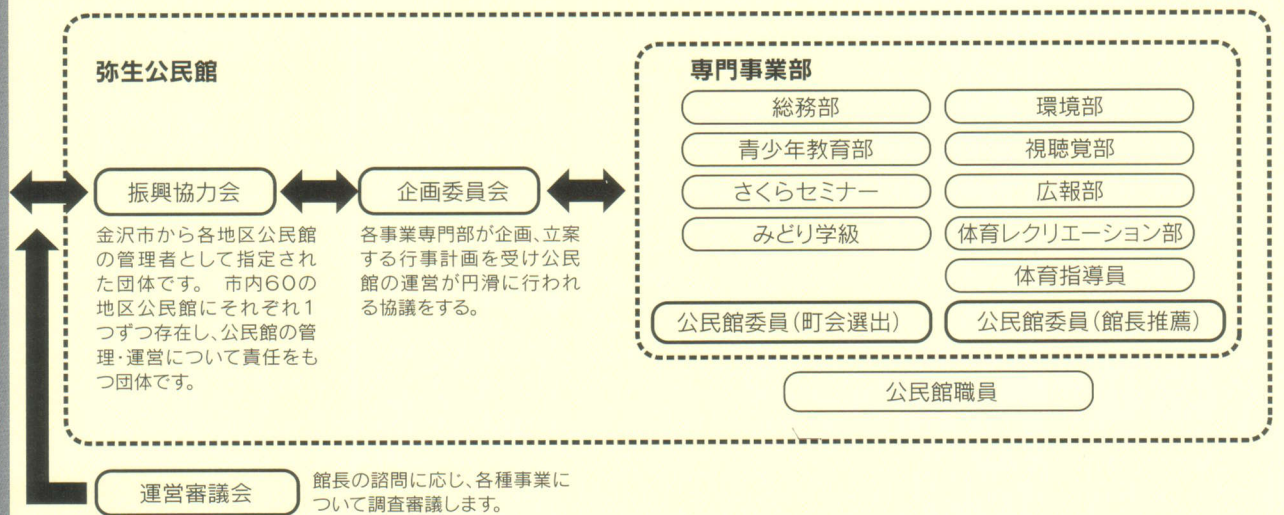 弥生公民館
振興協力会
金沢市から各地区公民館
の管理者として指定され
た団体です。 市内60の
地区公民館にそれぞれ1
つずつ存在し、公民館の管
理・運営について責任をも
つ団体です。
企画委員会
各事業専門部が企画、立案
する行事計画を受け公民
館の運営が円滑に行われ
る協議をする。
専門事業部
総務部
環境部
青少年教育部
視聴覚部
さくらセミナー
広報部
みどり学級
体育レクリエーション部
体育指導員
公民館委員(町会選出)
公民館委員(館長推薦)
公民館職員
運営審議会
館長の諮問に応じ、各種事業に
ついて調査審議します。